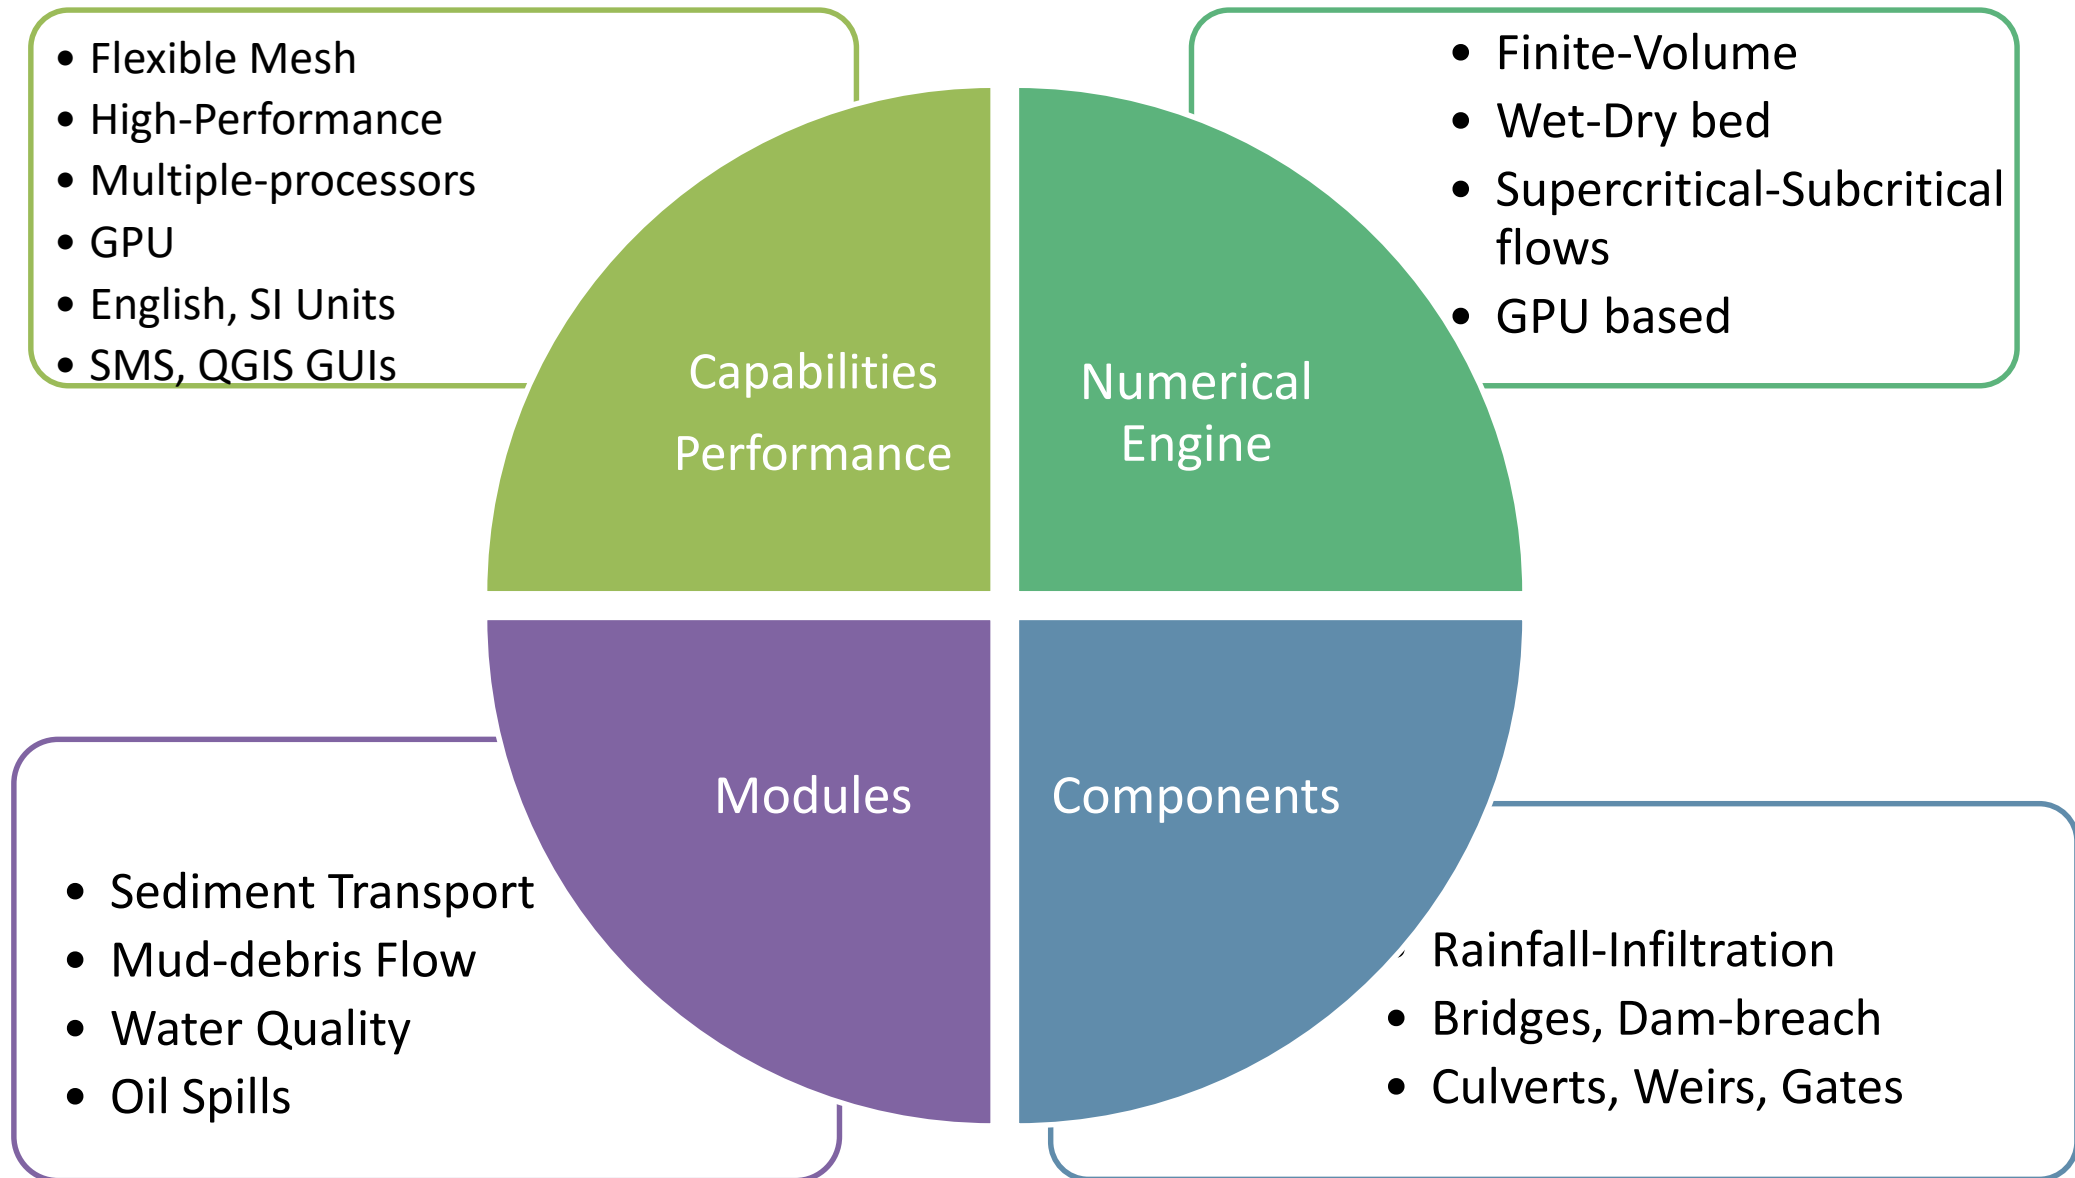 • Flexible Mesh
• High-Performance
• Multiple-processors
• GPU
• English, SI Units
• SMS, QGIS GUIs
Capabilities
Performance
• Finite-Volume
• Wet-Dry bed
• Supercritical-Subcritical
flows
• GPU based
Numerical
Engine
Modules
• Sediment Transport
• Mud-debris Flow
• Water Quality
• Oil Spills
Components
• Rainfall-Infiltration
• Bridges, Dam-breach
• Culverts, Weirs, Gates